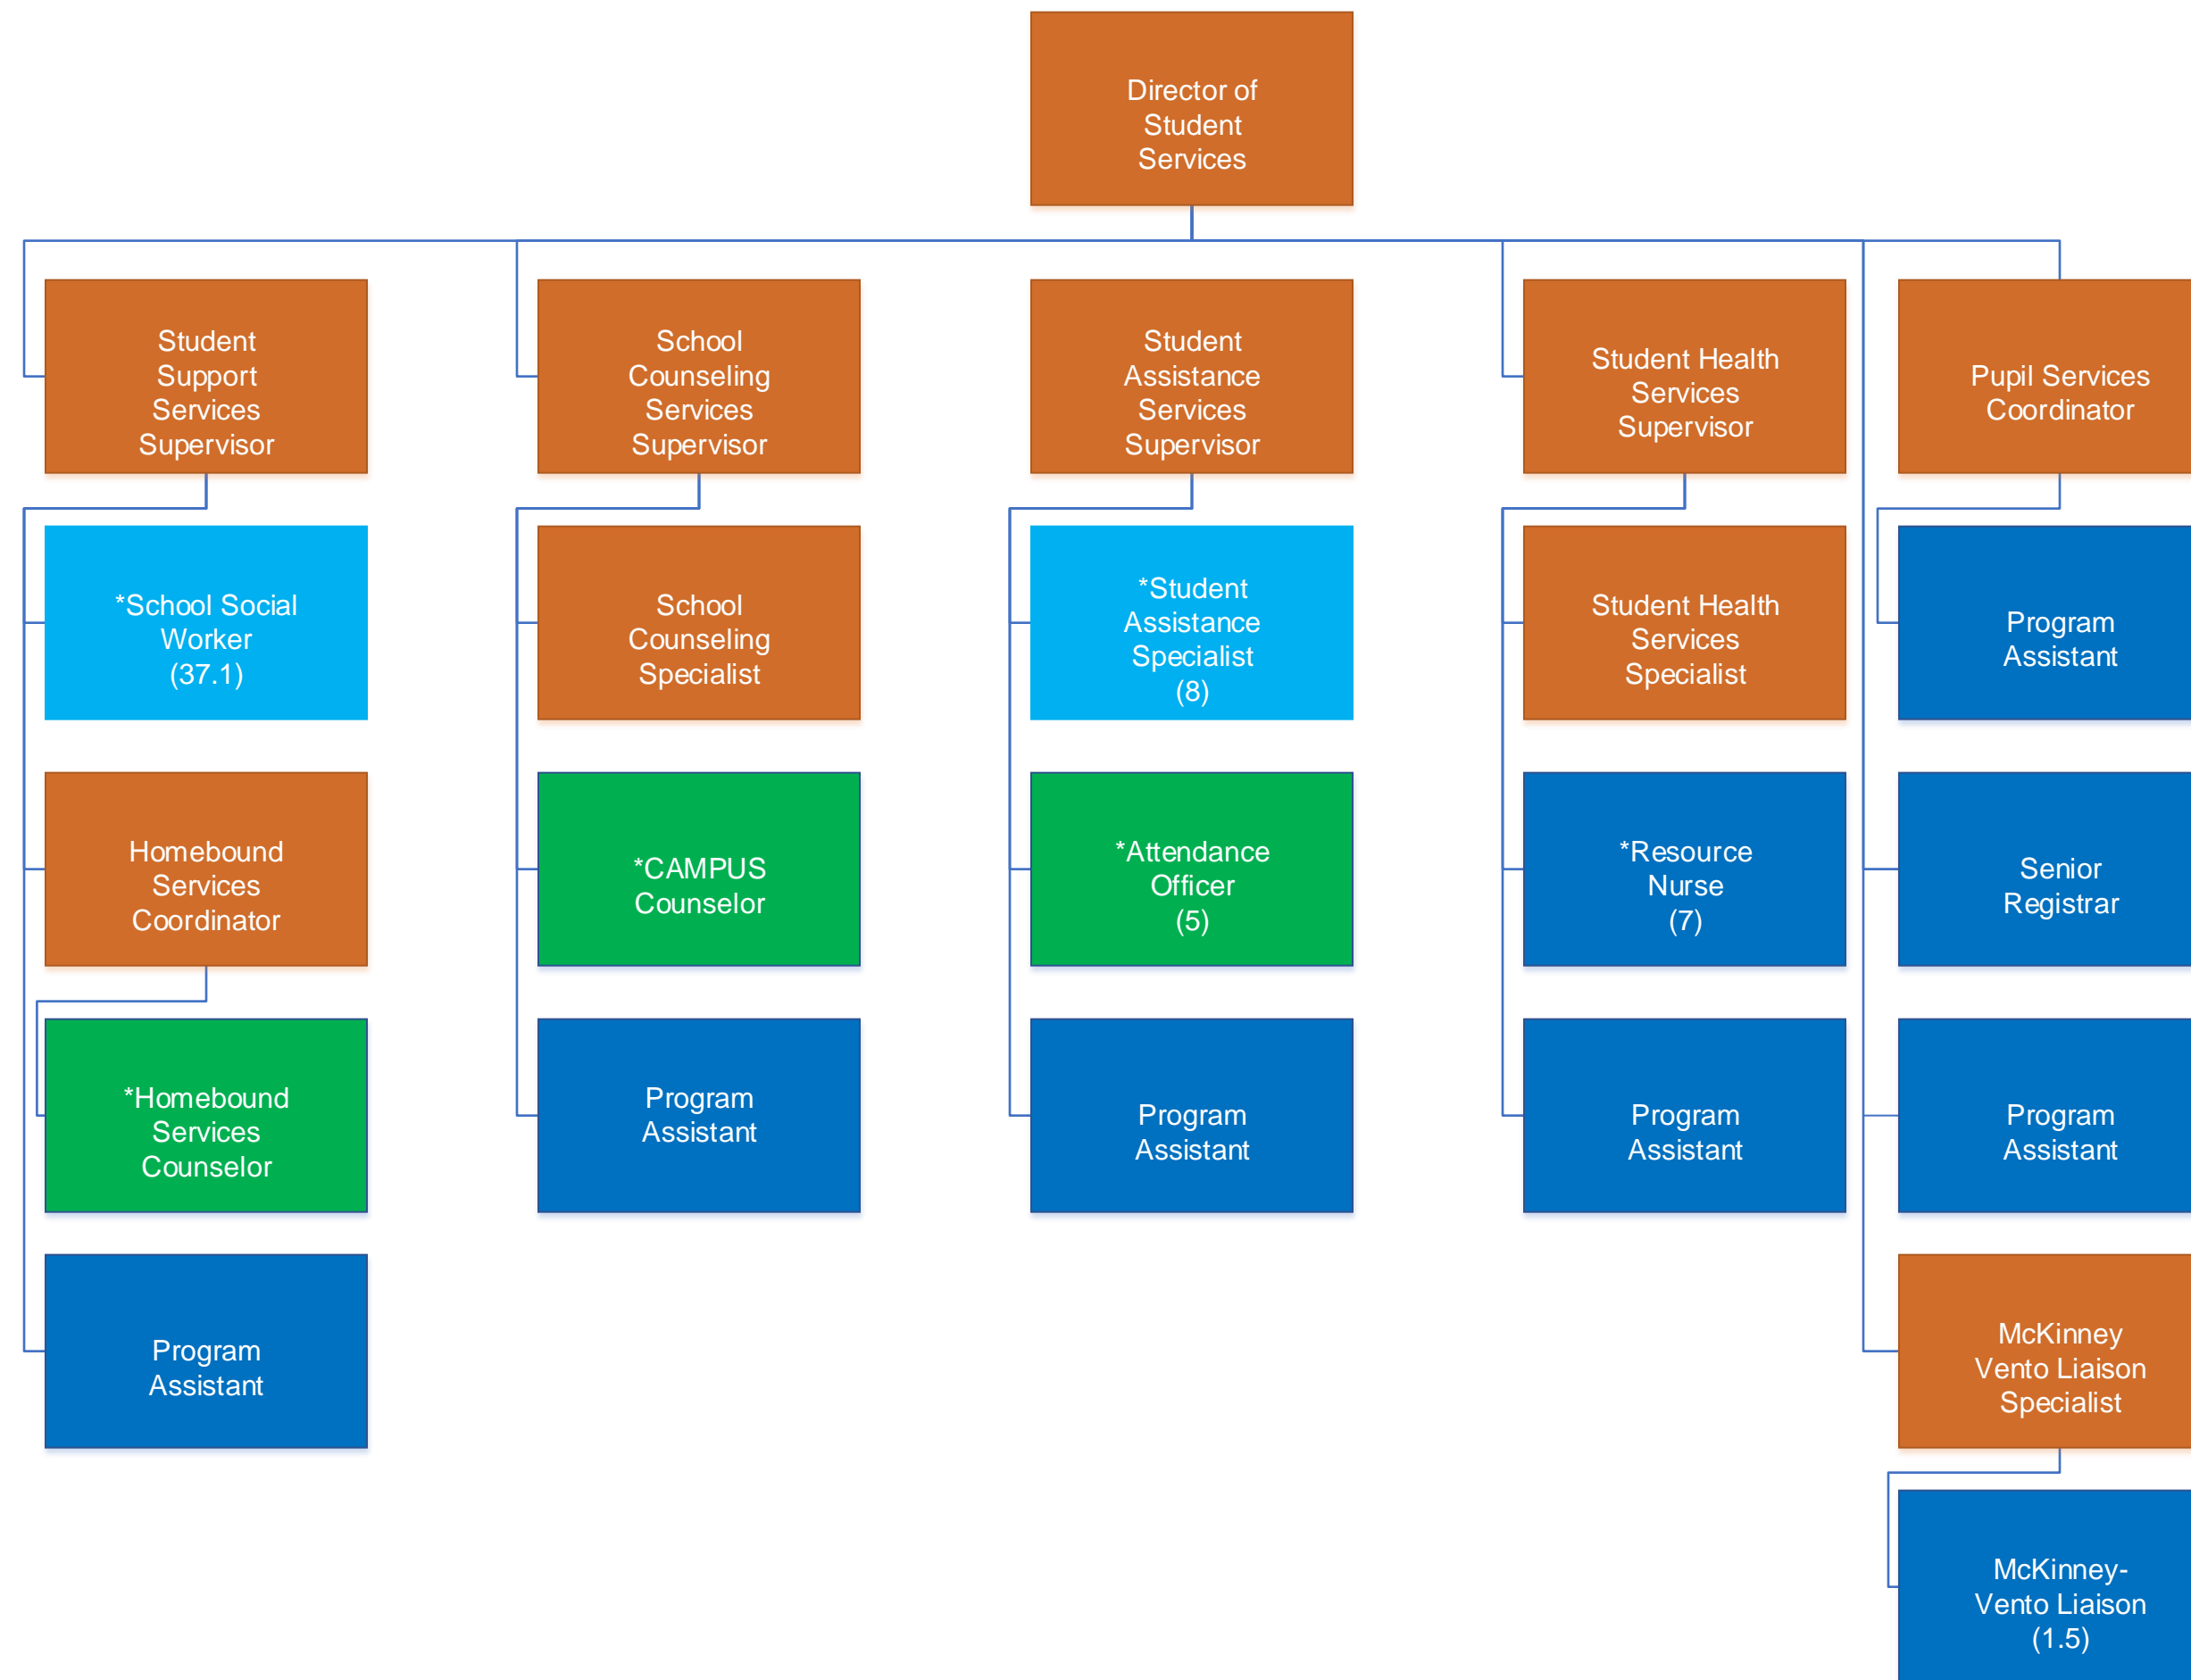 Director of
Student
Services
Student
Support
Services
Supervisor
School
Counseling
Services
Supervisor
Student
Assistance
Services
Supervisor
Student Health
Services
Supervisor
Pupil Services
Coordinator
*School Social
Worker
(37.1)
School
Counseling
Specialist
*Student
Assistance
Specialist
(8)
Student Health
Services
Specialist
Program
Assistant
Homebound
Services
Coordinator
*CAMPUS
Counselor
*Attendance
Officer
(5)
*Resource
Nurse
(7)
Senior
Registrar
*Homebound
Services
Counselor
Program
Assistant
Program
Assistant
Program
Assistant
Program
Assistant
Program
Assistant
McKinney
Vento Liaison
Specialist
McKinney-
Vento Liaison
(1.5)